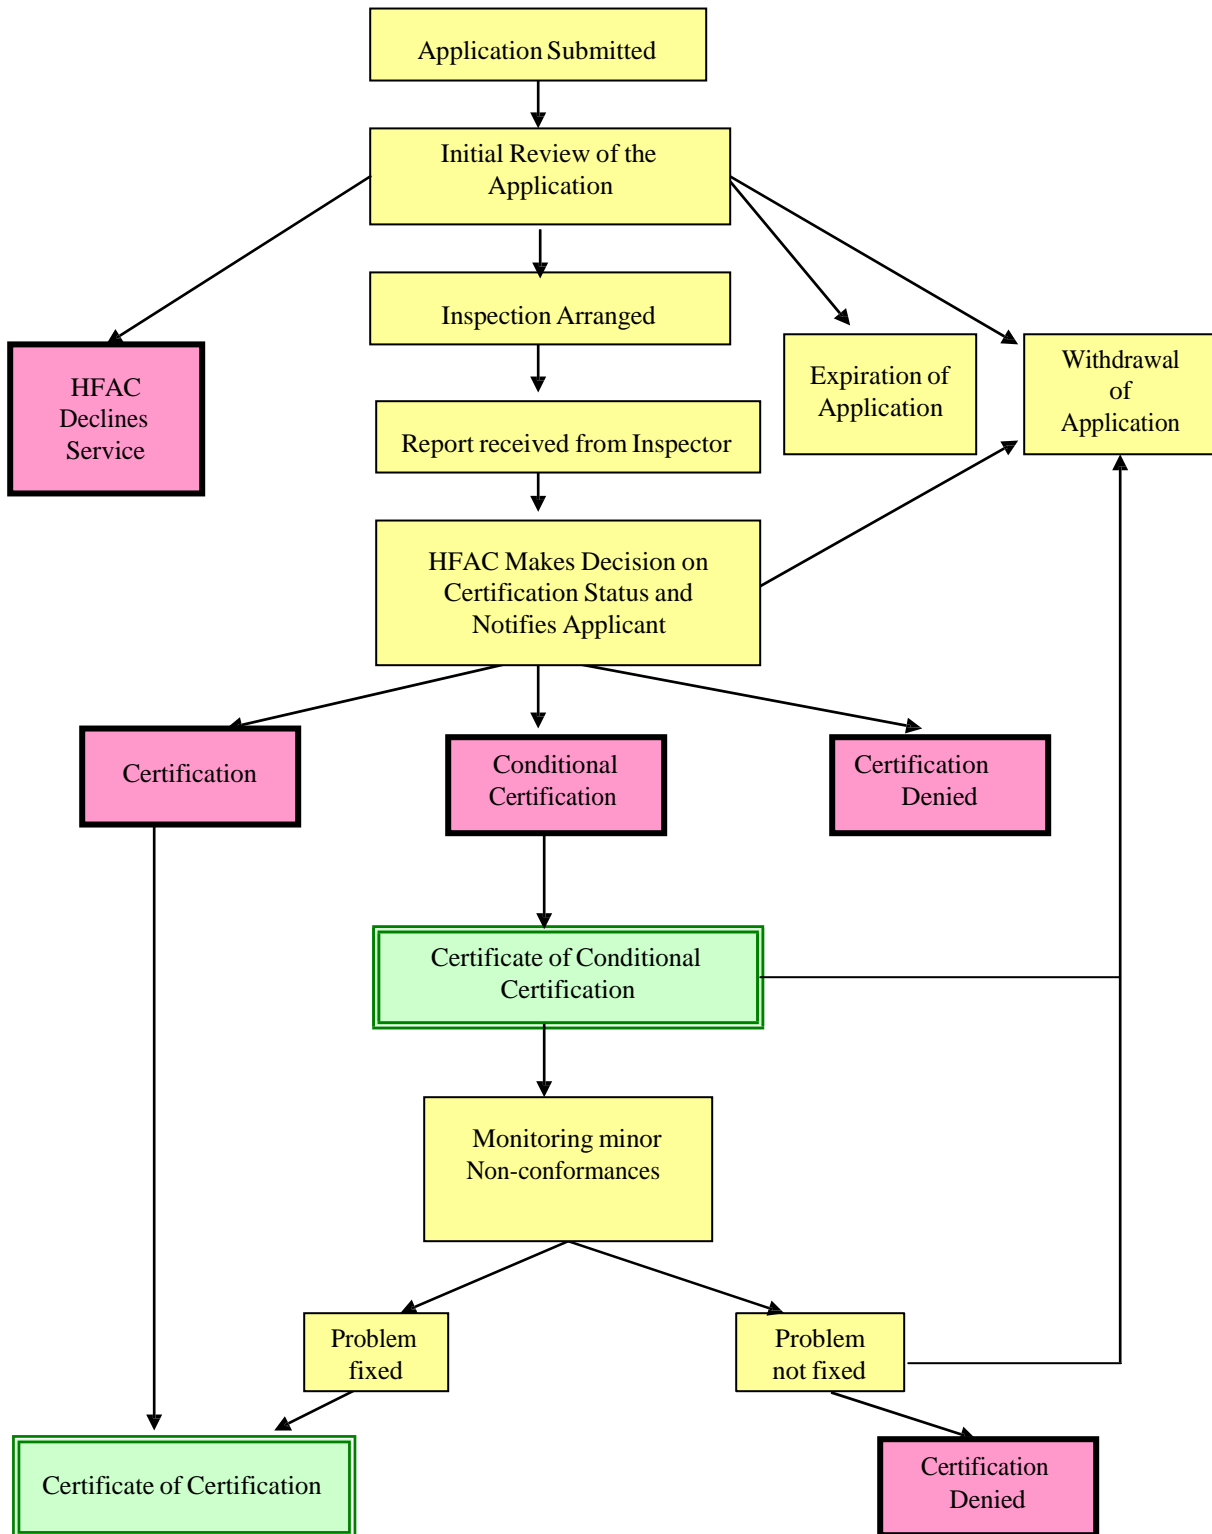 Application Submitted
Initial Review of the
Application
Inspection Arranged
HFAC
Declines
Service
Expiration of
Application
Withdrawal
of
Application
Report received from Inspector
HFAC Makes Decision on
Certification Status and
Notifies Applicant
Certification
Conditional
Certification
Certification
Denied
Certificate of Conditional
Certification
Monitoring minor
Non-conformances
Problem
fixed
Problem
not fixed
Certificate of Certification
Certification
Denied